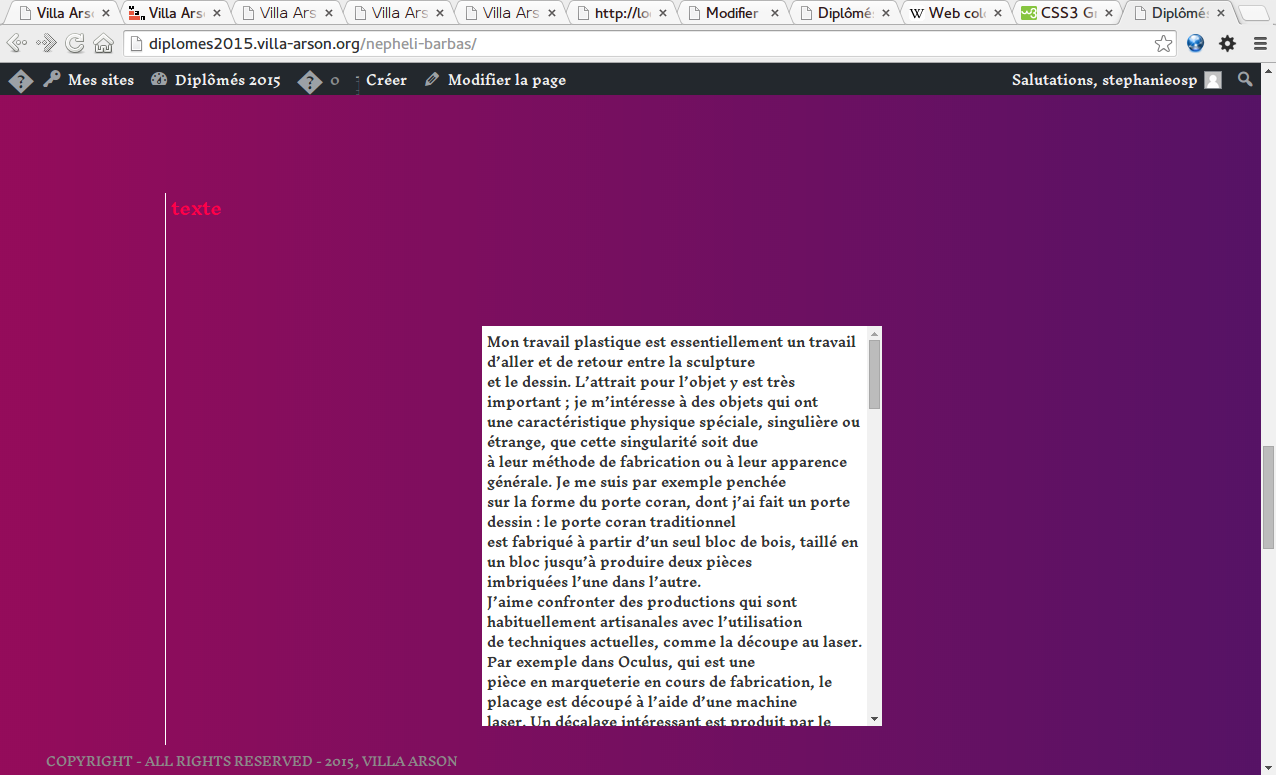 Villa Ars
Villa Ars
Villa Ars
Villa Ars
Villa Ars
http://lo
Modifier
Diplômé
Web colo
CSS3 G
Diplômés
diplomes2015.villa-arson.org/nepheli-barbas/
Mes sites
Diplômés 2015
0
Créer
Modifier la page
Salutations, stephanieosp
texte
Mon travail plastique est essentiellement un travail
d’aller et de retour entre la sculpture
et le dessin. L’attrait pour l’objet y est très
important ; je m’intéresse à des objets qui ont
une caractéristique physique spéciale, singulière ou
étrange, que cette singularité soit due
à leur méthode de fabrication ou à leur apparence
générale. Je me suis par exemple penchée
sur la forme du porte coran, dont j’ai fait un porte
dessin : le porte coran traditionnel
est fabriqué à partir d’un seul bloc de bois, taillé en
un bloc jusqu’à produire deux pièces
imbriquées l’une dans l’autre.
J’aime confronter des productions qui sont
habituellement artisanales avec l’utilisation
de techniques actuelles, comme la découpe au laser.
Par exemple dans Oculus, qui est une
pièce en marqueterie en cours de fabrication, le
placage est découpé à l’aide d’une machine
laser. Un décalage intéressant est produit par le
COPYRIGHT - ALL RIGHTS RESERVED - 2015, VILLA ARSON